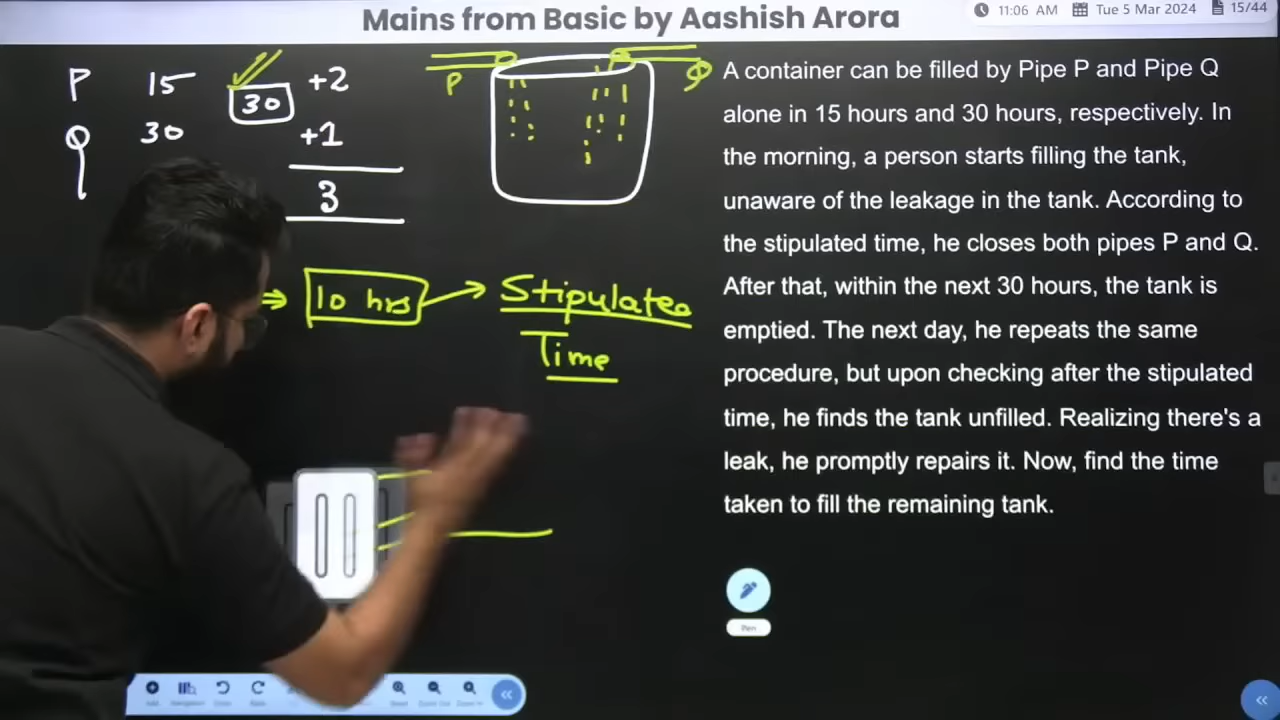 Mains from Basic by Aashish Arora
11:06 AM
Tue 5 Mar 2024
15/44
P 15 30 +2
Q 30 +1
3
⇒ 10 hrs → Stipulated
Time
P
Q
A container can be filled by Pipe P and Pipe Q
alone in 15 hours and 30 hours, respectively. In
the morning, a person starts filling the tank,
unaware of the leakage in the tank. According to
the stipulated time, he closes both pipes P and Q.
After that, within the next 30 hours, the tank is
emptied. The next day, he repeats the same
procedure, but upon checking after the stipulated
time, he finds the tank unfilled. Realizing there's a
leak, he promptly repairs it. Now, find the time
taken to fill the remaining tank.
Pen